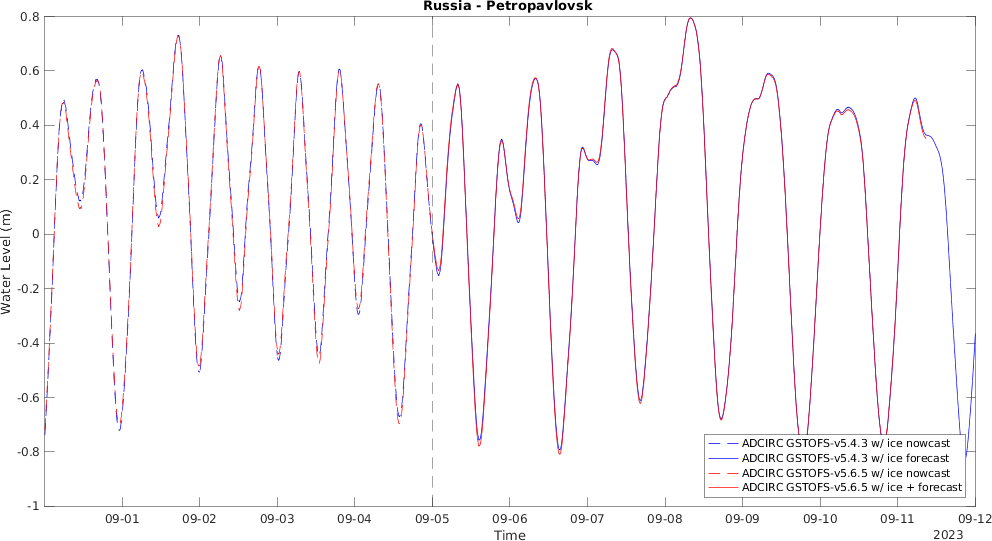 Russia - Petropavlovsk
0.8
0.6
0.4
0.2
0
-0.2
-0.4
-0.6
-0.8
-1
Water Level (m)
ADCIRC GSTOFS-v5.4.3 w/ ice nowcast
ADCIRC GSTOFS-v5.4.3 w/ ice forecast
ADCIRC GSTOFS-v5.6.5 w/ ice nowcast
ADCIRC GSTOFS-v5.6.5 w/ ice + forecast
09-01 09-02 09-03 09-04 09-05 09-06 09-07 09-08 09-09 09-10 09-11 09-12
Time
2023